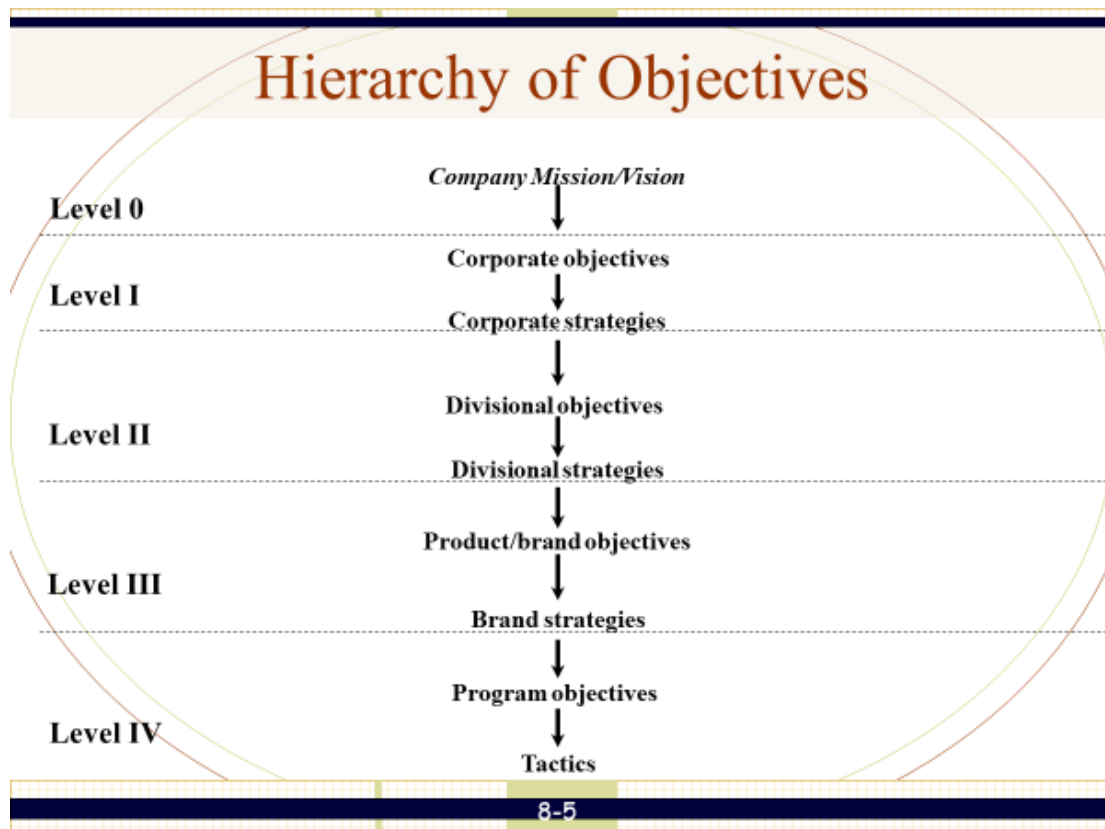 Hierarchy of Objectives
Company Mission/Vision
Level 0
Corporate objectives
Level I
Corporate strategies
Divisional objectives
Level II
Divisional strategies
Product/brand objectives
Level III
Brand strategies
Program objectives
Level IV
Tactics
8-5